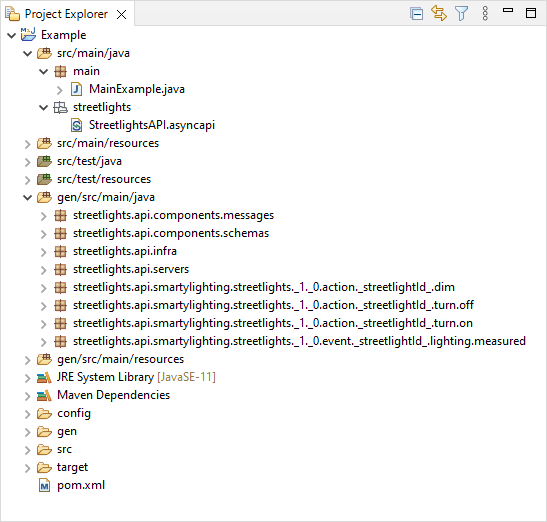 Project Explorer
Example
src/main/java
main
MainExample.java
streetlights
StreetlightsAPI.asyncapi
src/main/resources
src/test/java
src/test/resources
gen/src/main/java
streetlights.api.components.messages
streetlights.api.components.schemas
streetlights.api.infra
streetlights.api.servers
streetlights.api.smartylighting.streetlights._1._0.action._streetlightId_.dim
streetlights.api.smartylighting.streetlights._1._0.action._streetlightId_.turn.off
streetlights.api.smartylighting.streetlights._1._0.action._streetlightId_.turn.on
streetlights.api.smartylighting.streetlights._1._0.event._streetlightId_.lighting.measured
gen/src/main/resources
JRE System Library [JavaSE-11]
Maven Dependencies
config
gen
src
target
pom.xml